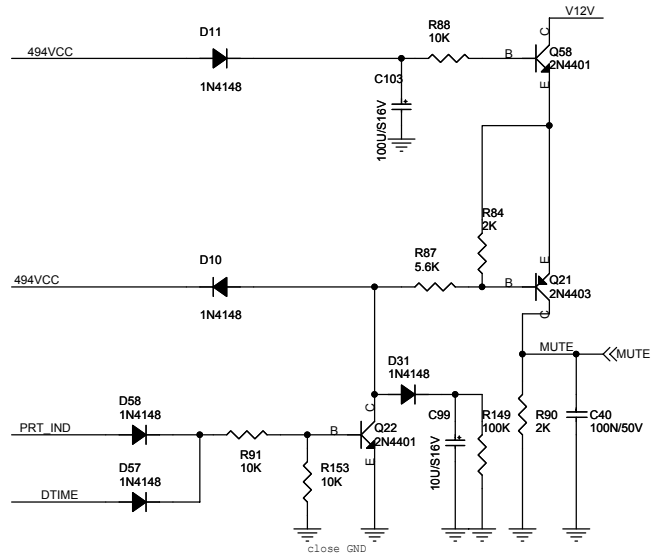 V12V
D11
494VCC
1N4148
R88
10K
B
C
Q58
2N4401
E
C103
100U/S16V
R84
2K
D10
494VCC
1N4148
R87
5.6K
B
E
Q21
2N4403
C
MUTE
MUTE
D31
1N4148
D58
1N4148
PRT_IND
R91
10K
B
C
Q22
2N4401
E
C99
10U/S16V
R149
100K
R90
2K
C40
100N/50V
D57
1N4148
DTIME
R153
10K
close GND